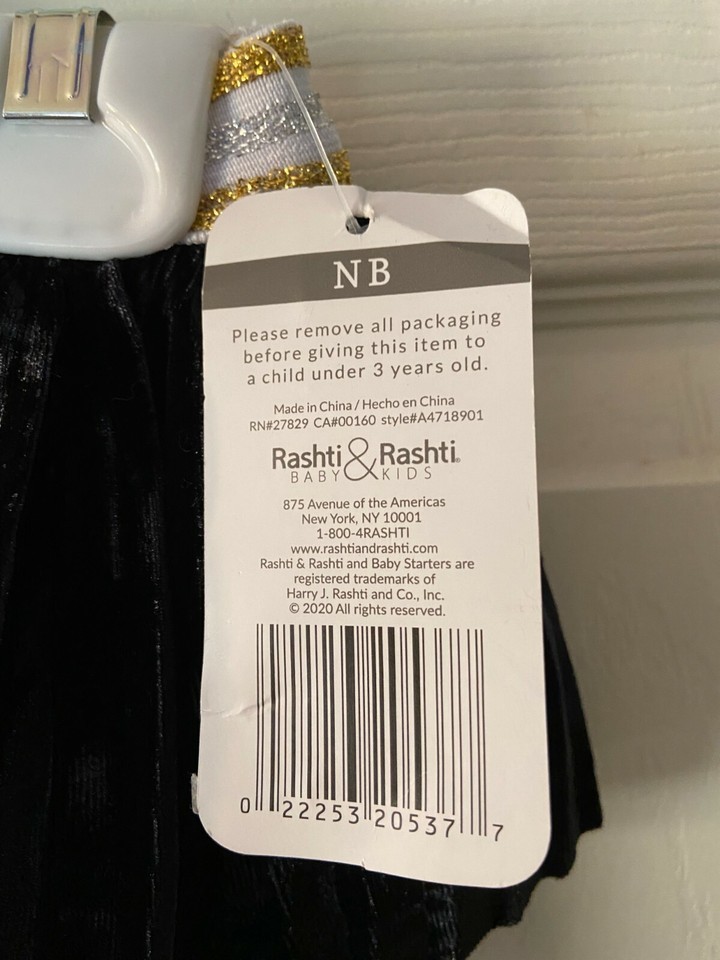 NB
Please remove all packaging
before giving this item to
a child under 3 years old.
Made in China / Hecho en China
RN#27829 CA#00160 style#A4718901
Rashti & Rashti®
BABY KIDS
875 Avenue of the Americas
New York, NY 10001
1-800-4RASHTI
www.rashtiandrashti.com
Rashti & Rashti and Baby Starters are
registered trademarks of
Harry J. Rashti and Co., Inc.
© 2020 All rights reserved.
0 22253 20537 7